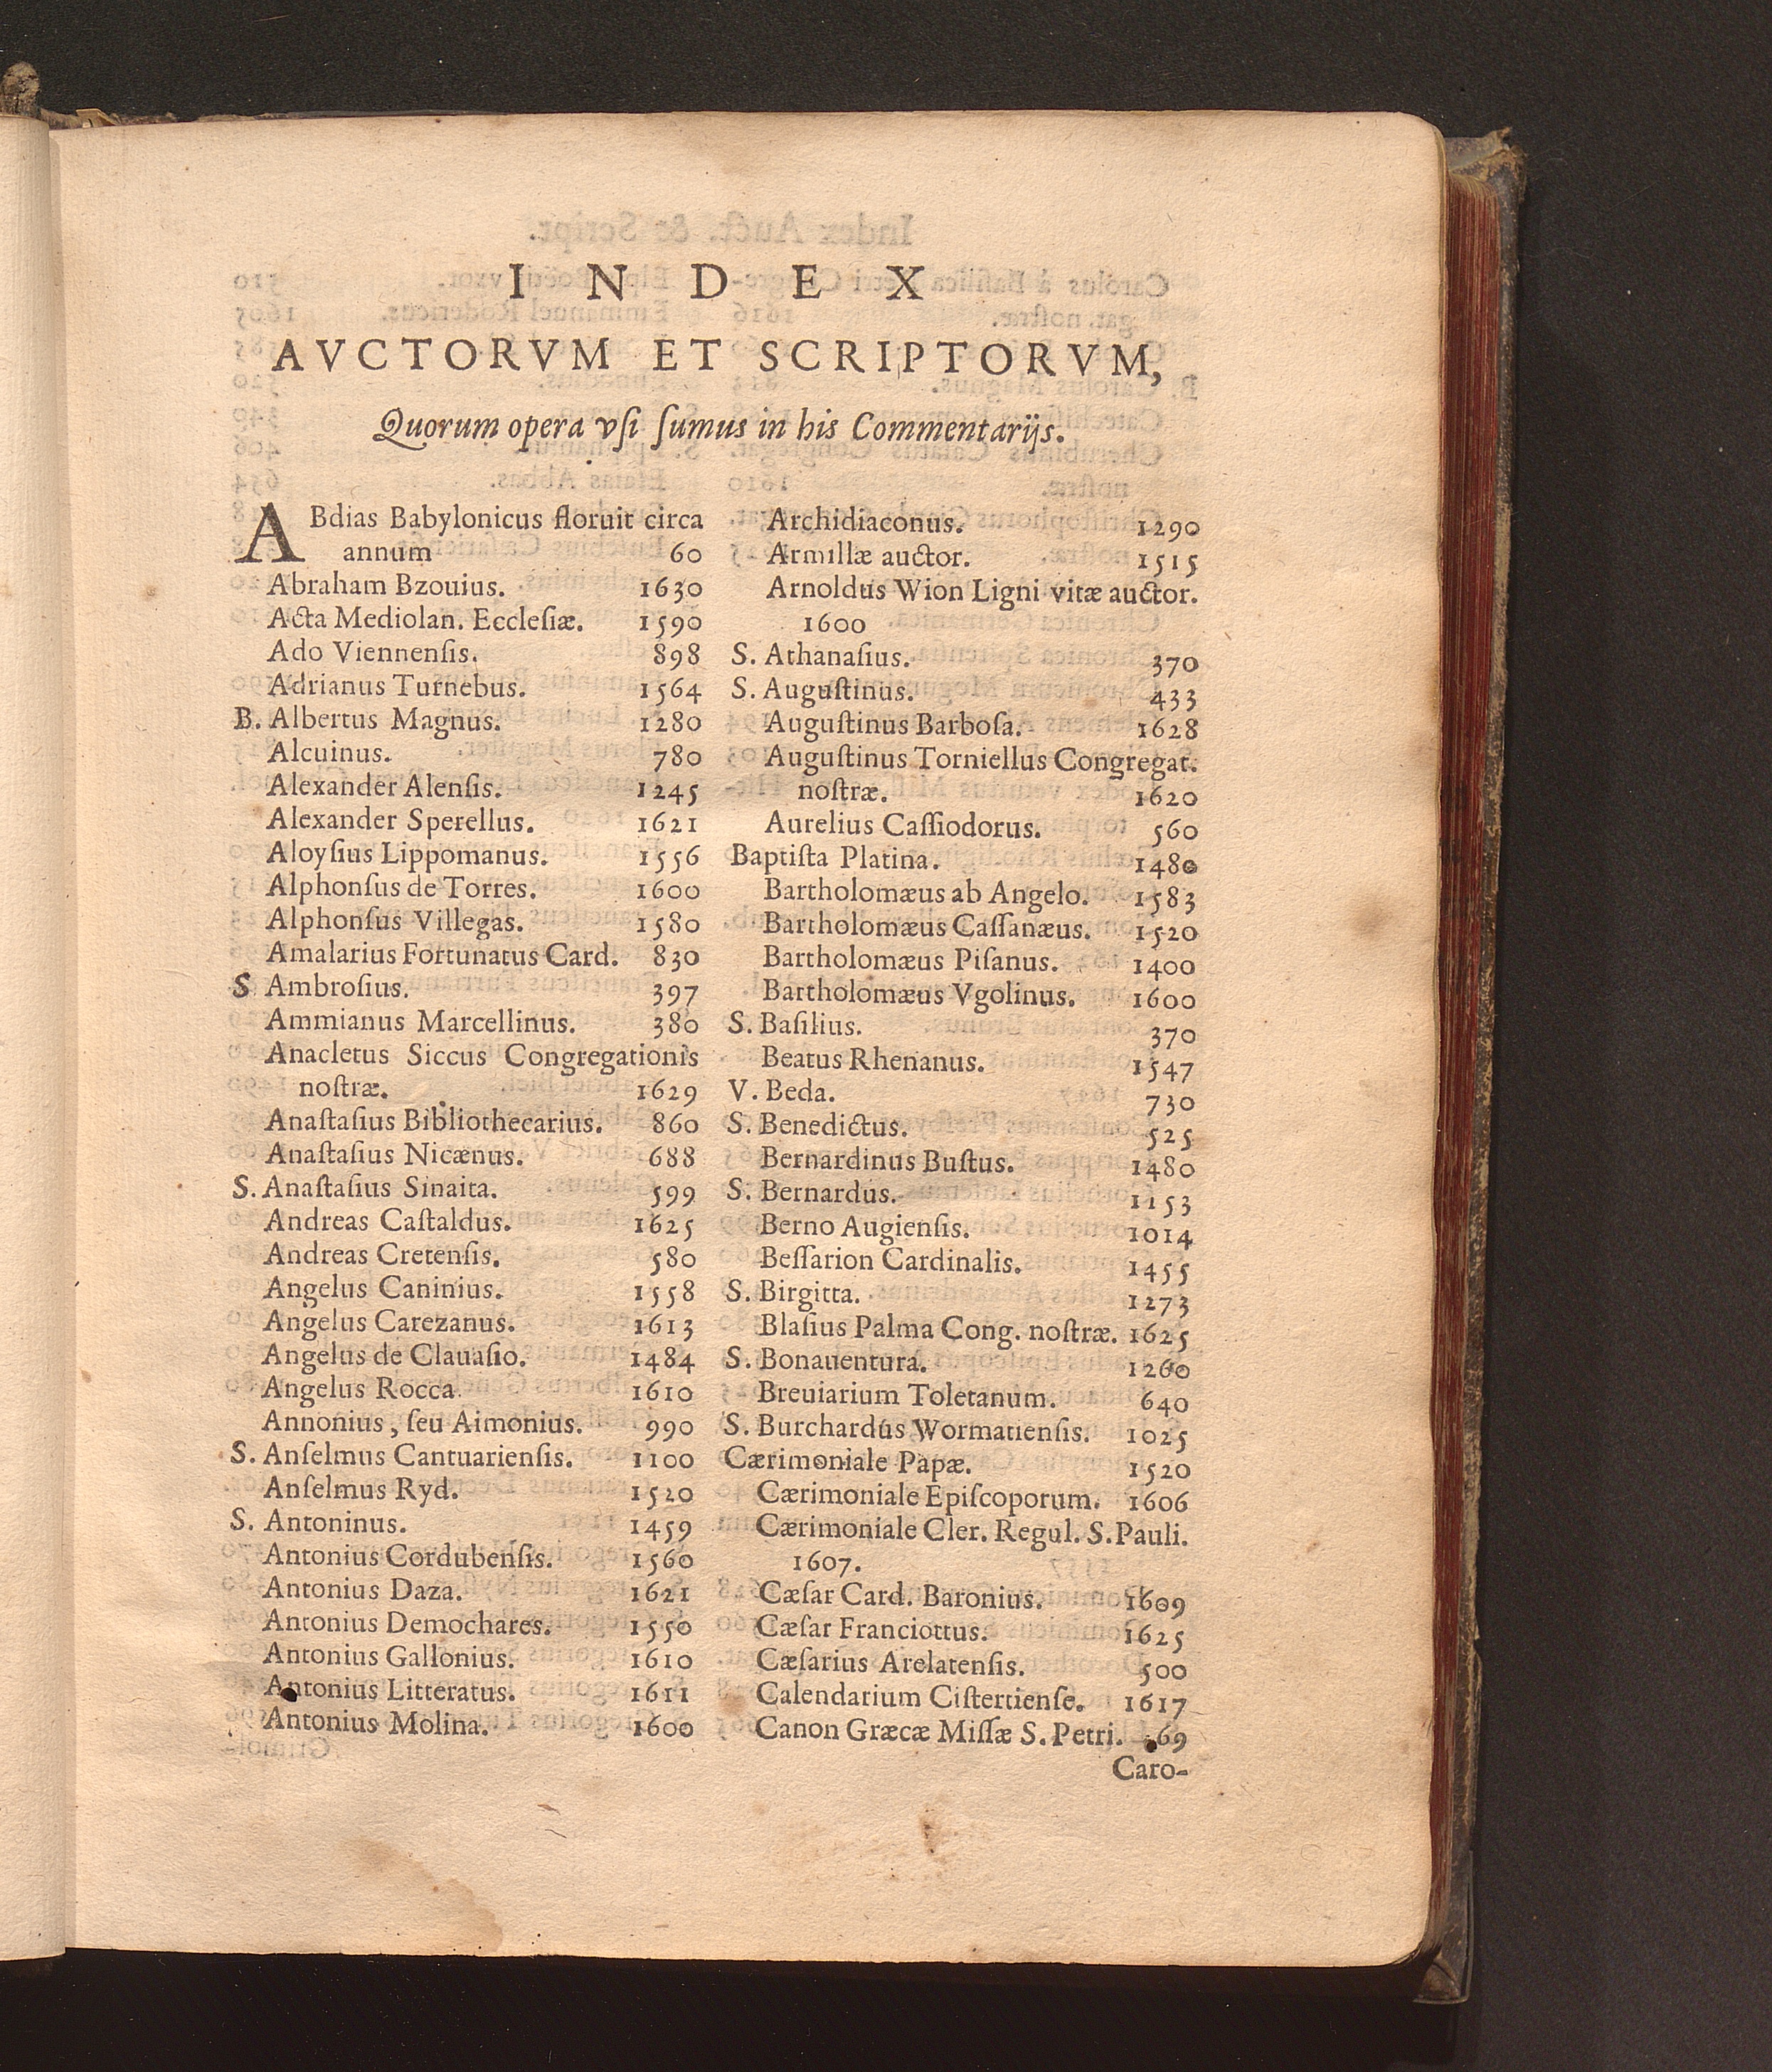 INDEX
AVCTORVM ET SCRIPTORVM,
Quorum opera vſi ſumus in his Commentarijs.
ABdias Babylonicus floruit circa
annum 60
Abraham Bzouius. 1630
Acta Mediolan. Eccleſiæ. 1590
Ado Viennenſis. 898
Adrianus Turnebus. 1564
B. Albertus Magnus. 1280
Alcuinus. 780
Alexander Alenſis. 1245
Alexander Sperellus. 1621
Aloyſius Lippomanus. 1556
Alphonſus de Torres. 1600
Alphonſus Villegas. 1580
Amalarius Fortunatus Card. 830
S Ambroſius. 397
Ammianus Marcellinus. 380
Anacletus Siccus Congregationis
noſtræ. 1629
Anaſtaſius Bibliothecarius. 860
Anaſtaſius Nicænus. 688
S. Anaſtaſius Sinaita. 599
Andreas Caſtaldus. 1625
Andreas Cretenſis. 580
Angelus Caninius. 1558
Angelus Carezanus. 1613
Angelus de Clauaſio. 1484
Angelus Rocca. 1610
Annonius, ſeu Aimonius. 990
S. Anſelmus Cantuarienſis. 1100
Anſelmus Ryd. 1520
S. Antoninus. 1459
Antonius Cordubenſis. 1560
Antonius Daza. 1621
Antonius Demochares. 1550
Antonius Gallonius. 1610
Antonius Litteratus. 1611
Antonius Molina. 1600
Archidiaconus. 1290
Armillæ auctor. 1515
Arnoldus Wion Ligni vitæ auctor.
1600
S. Athanaſius. 370
S. Auguſtinus. 433
Auguſtinus Barboſa. 1628
Auguſtinus Torniellus Congregat.
noſtræ. 1620
Aurelius Caſſiodorus. 560
Baptiſta Platina. 1480
Bartholomæus ab Angelo. 1583
Bartholomæus Caſſanæus. 1520
Bartholomæus Piſanus. 1400
Bartholomæus Vgolinus. 1600
S. Baſilius. 370
Beatus Rhenanus. 1547
V. Beda. 730
S. Benedictus. 525
Bernardinus Buſtus. 1480
S. Bernardus. 1153
Berno Augienſis. 1014
Beſſarion Cardinalis. 1455
S. Birgitta. 1273
Blaſius Palma Cong. noſtræ. 1625
S. Bonauentura. 1260
Breuiarium Toletanum. 640
S. Burchardus Wormatienſis. 1025
Cærimoniale Papæ. 1520
Cærimoniale Epiſcoporum. 1606
Cærimoniale Cler. Regul. S. Pauli.
1607.
Cæſar Card. Baronius. 1609
Cæſar Franciottus. 1625
Cæſarius Arelatenſis. 500
Calendarium Ciſtertienſe. 1617
Canon Græcæ Miſſæ S. Petri. 69
Caro-